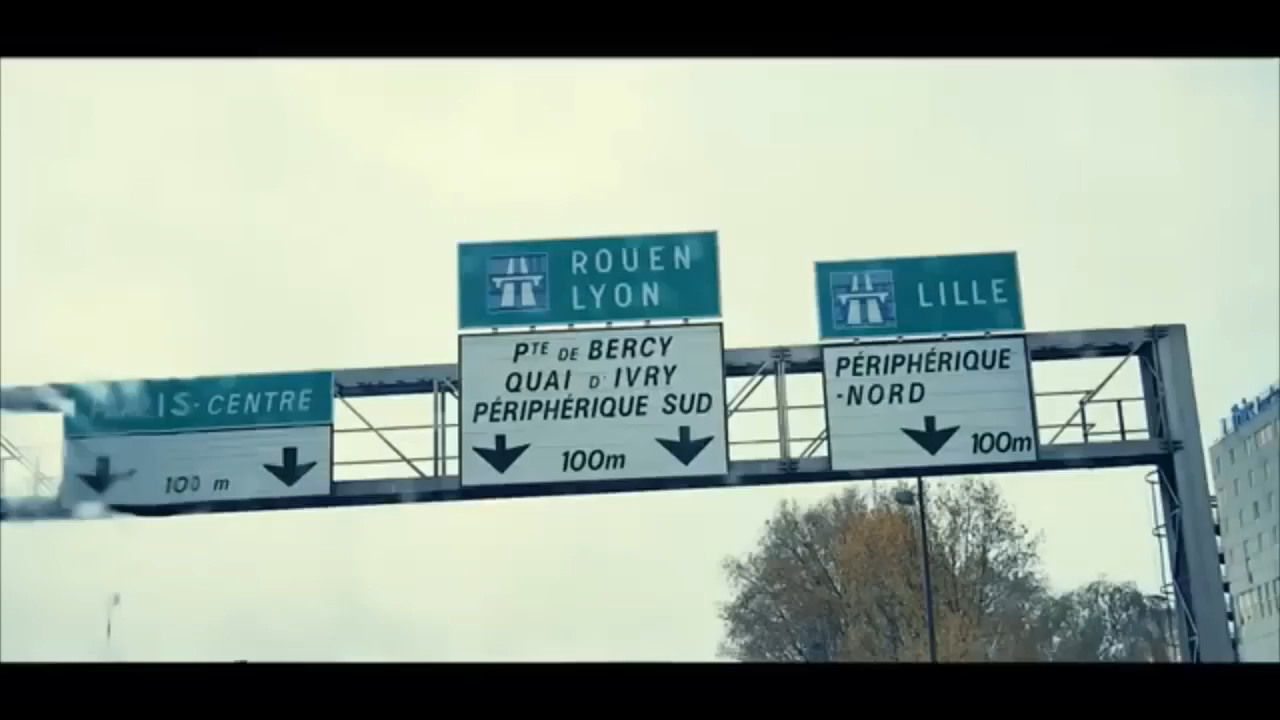 IS-CENTRE
100 m
ROUEN
LYON
PTE DE BERCY
QUAI D'IVRY
PÉRIPHÉRIQUE SUD
100m
LILLE
PÉRIPHÉRIQUE
-NORD
100m